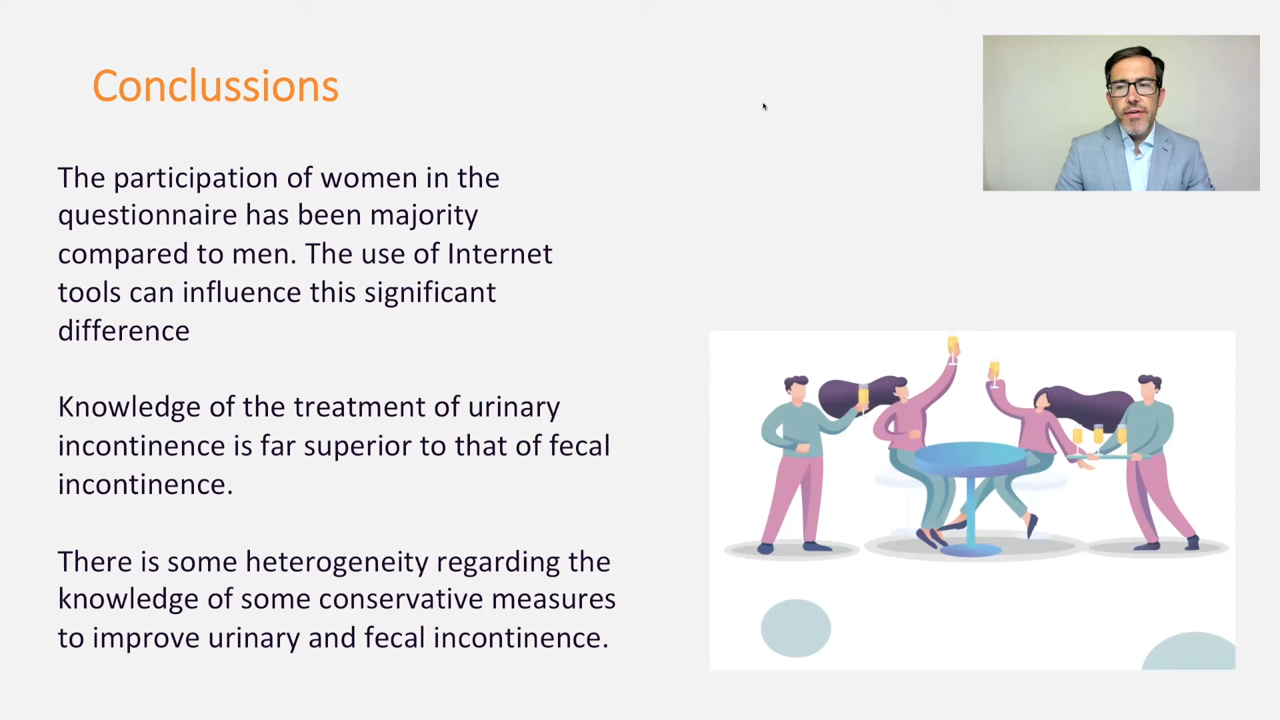 Conclussions
The participation of women in the
questionnaire has been majority
compared to men. The use of Internet
tools can influence this significant
difference
Knowledge of the treatment of urinary
incontinence is far superior to that of fecal
incontinence.
There is some heterogeneity regarding the
knowledge of some conservative measures
to improve urinary and fecal incontinence.